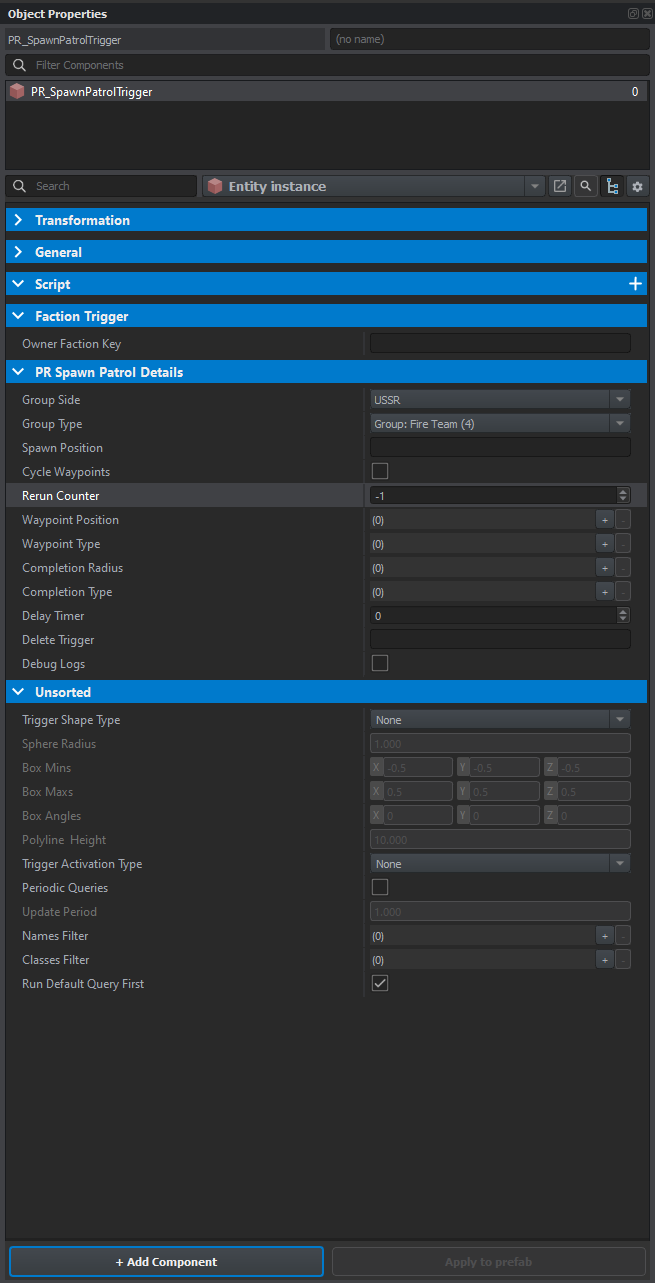 Object Properties
PR_SpawnPatrolTrigger (no name)
Filter Components
PR_SpawnPatrolTrigger 0
Search Entity instance
Transformation
General
Script
Faction Trigger
Owner Faction Key
PR Spawn Patrol Details
Group Side USSR
Group Type Group: Fire Team (4)
Spawn Position
Cycle Waypoints
Rerun Counter -1
Waypoint Position (0) + -
Waypoint Type (0) + -
Completion Radius (0) + -
Completion Type (0) + -
Delay Timer 0
Delete Trigger
Debug Logs
Unsorted
Trigger Shape Type None
Sphere Radius 1.000
Box Mins X -0.5 Y -0.5 Z -0.5
Box Maxs X 0.5 Y 0.5 Z 0.5
Box Angles X 0 Y 0 Z 0
Polyline Height 10.000
Trigger Activation Type None
Periodic Queries
Update Period 1.000
Names Filter (0) + -
Classes Filter (0) + -
Run Default Query First
+ Add Component Apply to prefab